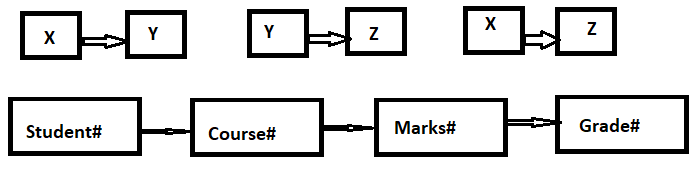 X Y Y Z X Z
Student# Course# Marks# Grade#